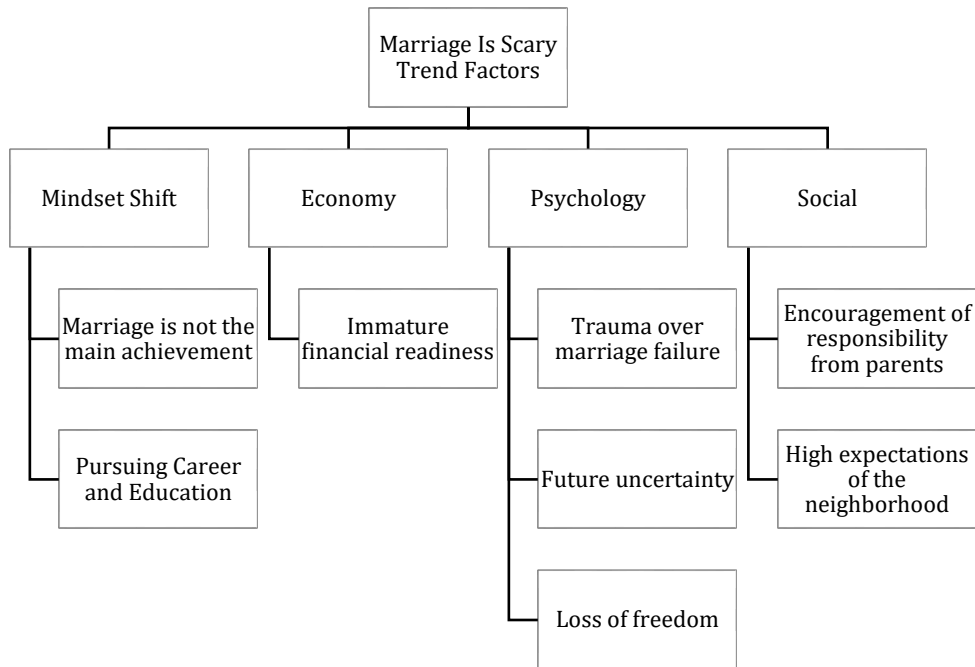 Marriage Is Scary
Trend Factors
Mindset Shift
Economy
Psychology
Social
Marriage is not the
main achievement
Immature
financial readiness
Trauma over
marriage failure
Encouragement of
responsibility
from parents
Pursuing Career
and Education
Future uncertainty
High expectations
of the
neighborhood
Loss of freedom